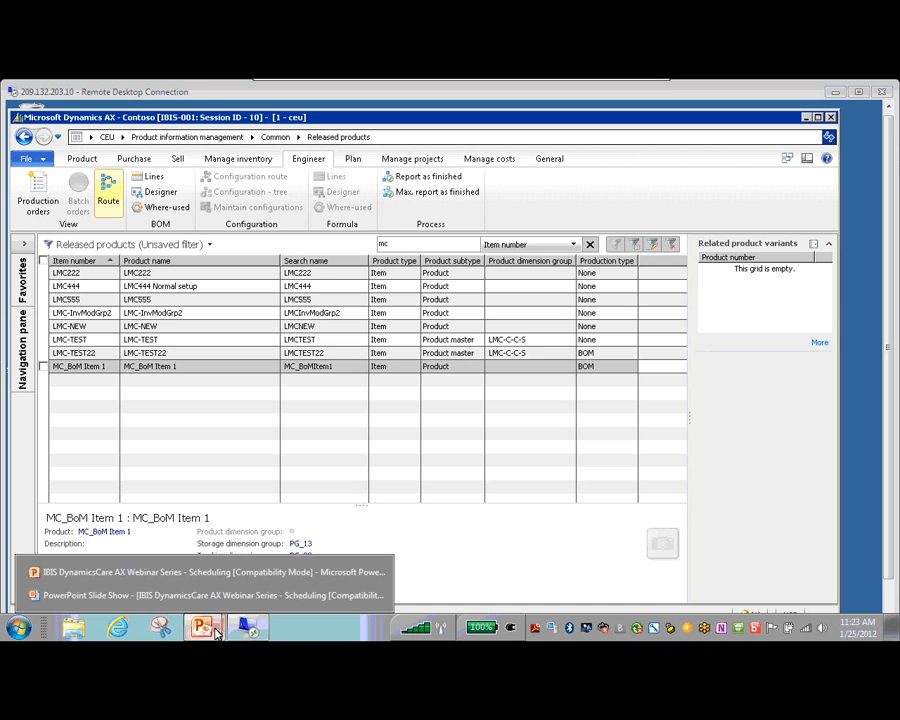 209.132.203.10 - Remote Desktop Connection
Microsoft Dynamics AX - Contoso [IBIS-001: Session ID - 10] - [1 - ceu]
CEU Product information management Common Released products
File Product Purchase Sell Manage inventory Engineer Plan Manage projects Manage costs General
Production orders
Batch orders
Route
View
Lines
Designer
Where-used
BOM
Configuration route
Configuration - tree
Maintain configurations
Configuration
Lines
Designer
Where-used
Formula
Report as finished
Max. report as finished
Process
Released products (Unsaved filter)
mc
Item number
Item number Product name Search name Product type Product subtype Product dimension group Production type
LMC222 LMC222 LMC222 Item Product None
LMC444 LMC444 Normal setup LMC444 Item Product None
LMC555 LMC555 LMC555 Item Product None
LMC-InvModGrp2 LMC-InvModGrp2 LMCInvModGrp2 Item Product None
LMC-NEW LMC-NEW LMCNEW Item Product None
LMC-TEST LMC-TEST LMCTEST Item Product master LMC-C-C-S None
LMC-TEST22 LMC-TEST22 LMCTEST22 Item Product master LMC-C-C-S BOM
MC_BoM Item 1 MC_BoM Item 1 MC_BoMItem1 Item Product BOM
Favorites
Navigation pane
Related product variants
Product number
This grid is empty.
More
MC_BoM Item 1 : MC_BoM Item 1
Product: MC_BoM Item 1
Description:
Product dimension group:
Storage dimension group: PG_13
IBIS DynamicsCare AX Webinar Series - Scheduling [Compatibility Mode] - Microsoft Powe...
PowerPoint Slide Show - [IBIS DynamicsCare AX Webinar Series - Scheduling [Compatibilit...
100%
11:23 AM
1/25/2012